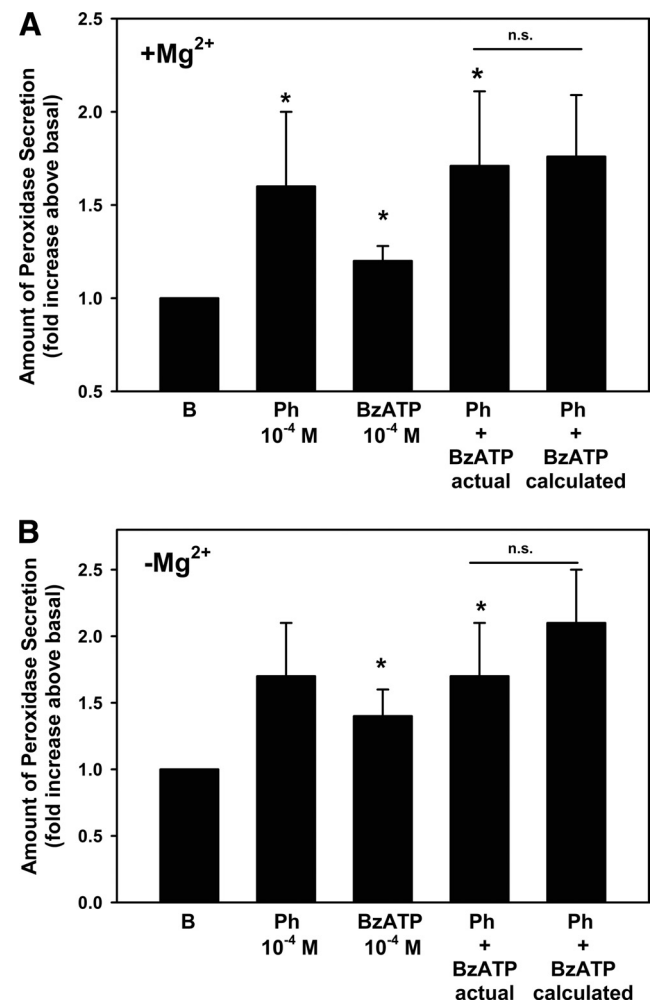 A
+Mg2+
n.s.
Amount of Peroxidase Secretion
(fold increase above basal)
2.5
2.0
1.5
1.0
0.5
*
*
*
B
Ph
10-4 M
BzATP
10-4 M
Ph
+
BzATP
actual
Ph
+
BzATP
calculated
B
-Mg2+
n.s.
Amount of Peroxidase Secretion
(fold increase above basal)
2.5
2.0
1.5
1.0
0.5
0.0
*
*
B
Ph
10-4 M
BzATP
10-4 M
Ph
+
BzATP
actual
Ph
+
BzATP
calculated